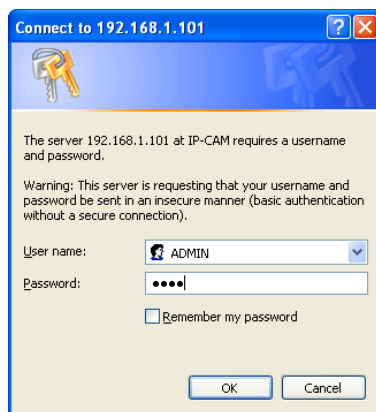 Connect to 192.168.1.101
The server 192.168.1.101 at IP-CAM requires a username
and password.
Warning: This server is requesting that your username and
password be sent in an insecure manner (basic authentication
without a secure connection).
User name: ADMIN
Password: ••••
Remember my password
OK Cancel